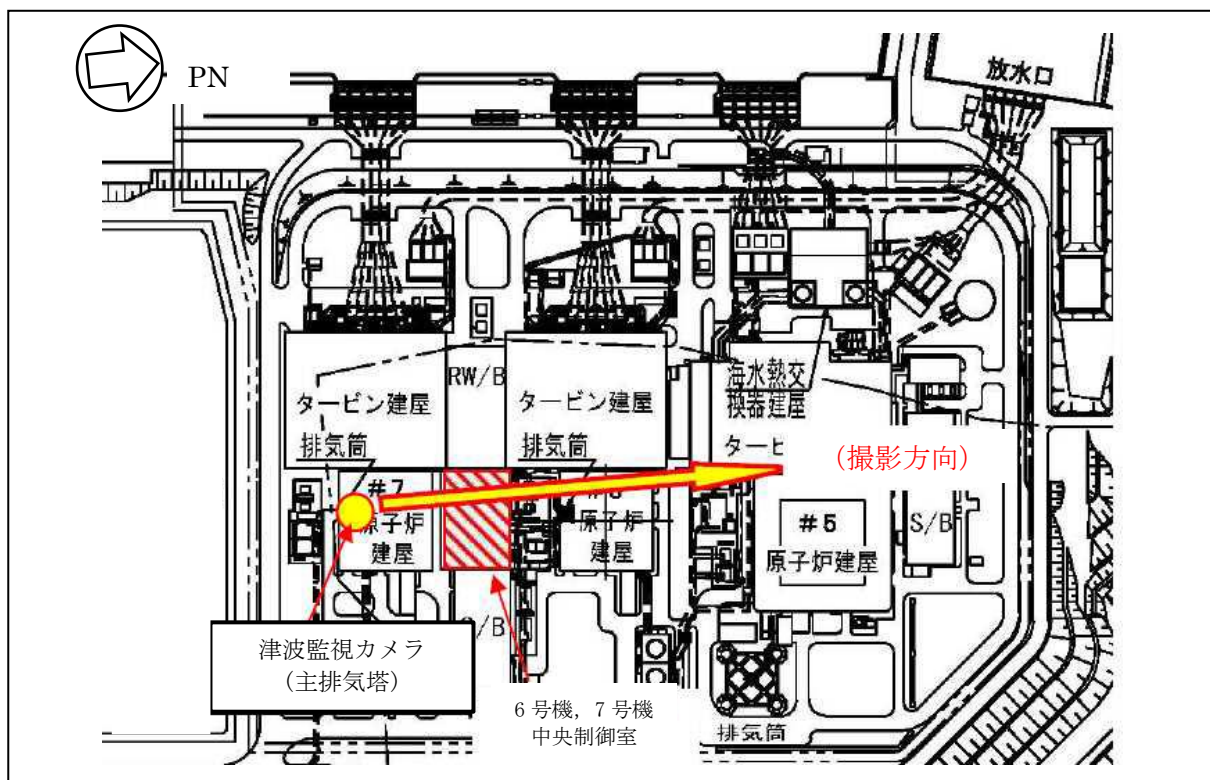 PN
放水口
RW/B
海水熱交
換器建屋
タービン建屋
タービン建屋
タービ
排気筒
排気筒
(撮影方向)
#7
原子炉
建屋
原子炉
建屋
#5
原子炉建屋
S/B
/B
津波監視カメラ
(主排気塔)
6 号機, 7 号機
中央制御室
排気筒